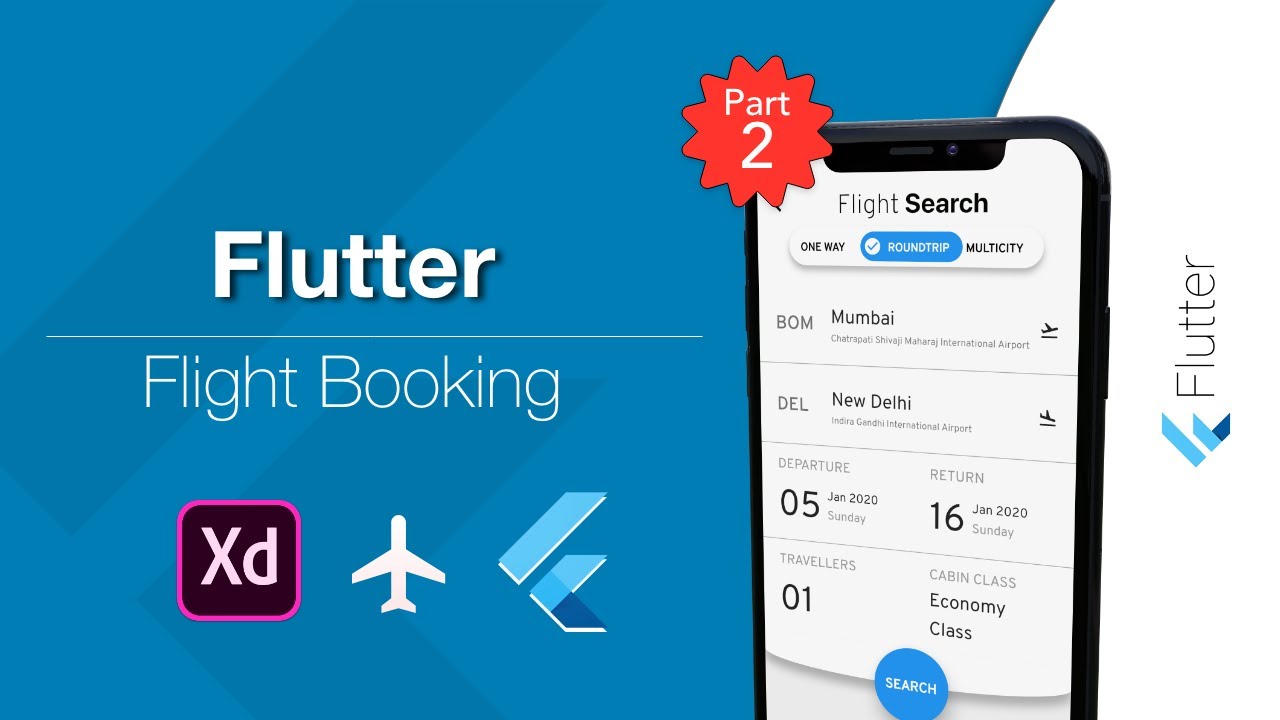 Part
2
Flutter
Flight Booking
Xd
Flight Search
ONE WAY ROUNDTRIP MULTICITY
BOM Mumbai
Chatrapati Shivaji Maharaj International Airport
DEL New Delhi
Indira Gandhi International Airport
DEPARTURE RETURN
05 Jan 2020 Sunday 16 Jan 2020 Sunday
TRAVELLERS CABIN CLASS
01 Economy
Class
SEARCH
Flutter